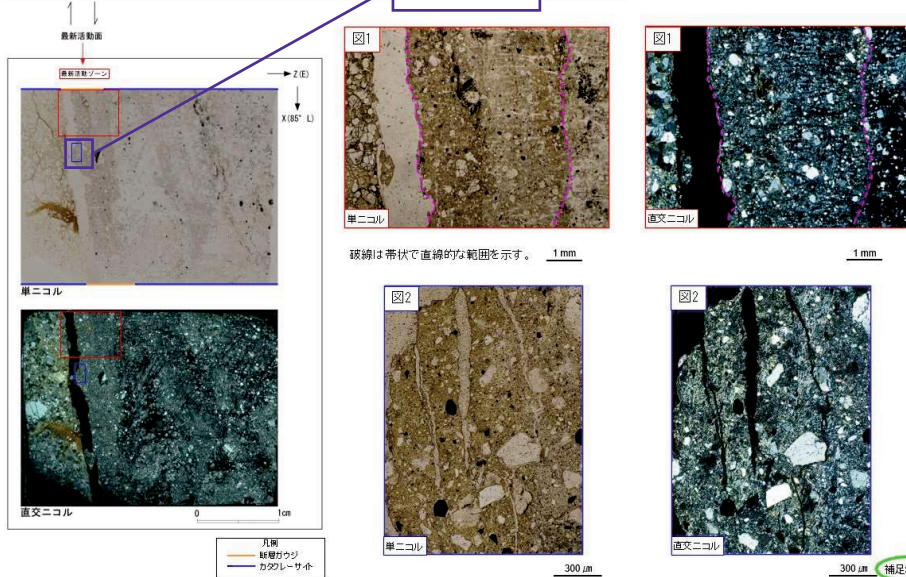 最新活動面
最新活動ゾーン
Z(E)
X(85° L)
単ニコル
直交ニコル
0 1cm
凡例
断層ガウジ
カタクレーサイト
図1
単ニコル
図1
直交ニコル
破線は帯状で直線的な範囲を示す。 1 mm
1 mm
図2
単ニコル
300 μm
図2
直交ニコル
300 μm
補足